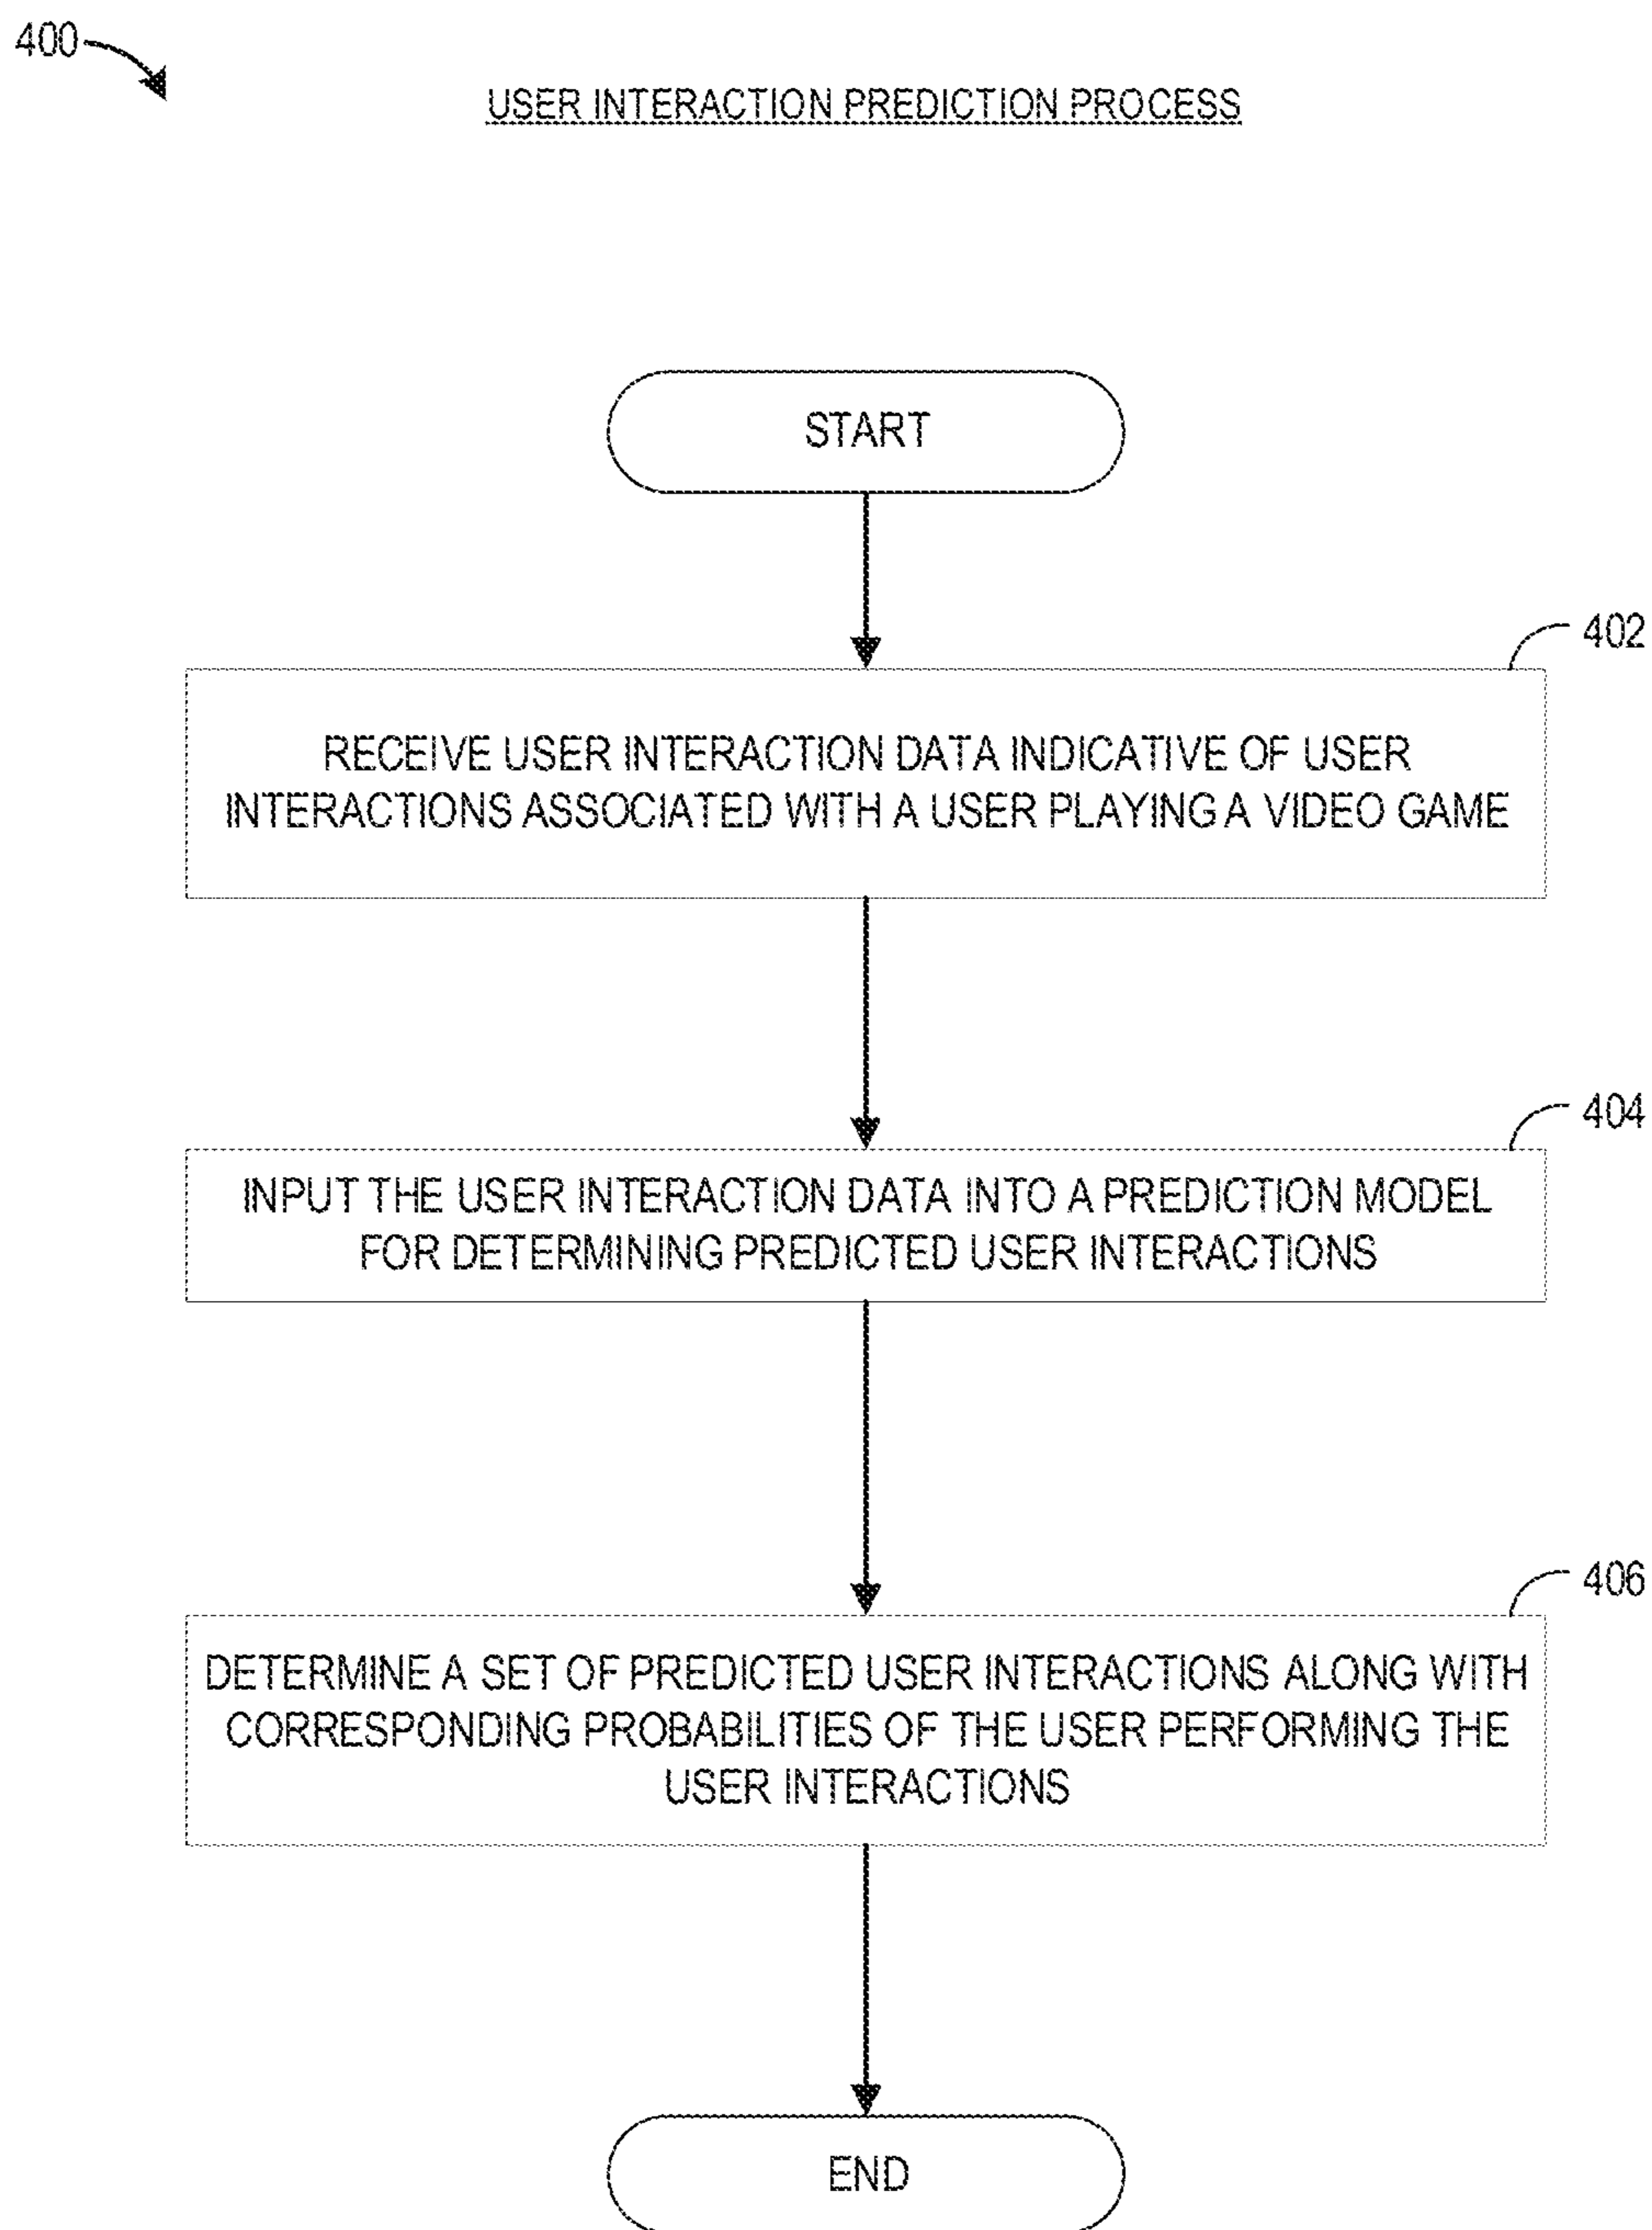 400
USER INTERACTION PREDICTION PROCESS
START
402
RECEIVE USER INTERACTION DATA INDICATIVE OF USER
INTERACTIONS ASSOCIATED WITH A USER PLAYING A VIDEO GAME
404
INPUT THE USER INTERACTION DATA INTO A PREDICTION MODEL
FOR DETERMINING PREDICTED USER INTERACTIONS
406
DETERMINE A SET OF PREDICTED USER INTERACTIONS ALONG WITH
CORRESPONDING PROBABILITIES OF THE USER PERFORMING THE
USER INTERACTIONS
END